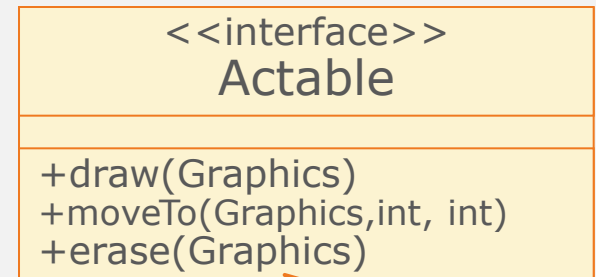 <<interface>>
Actable
+draw(Graphics)
+moveTo(Graphics,int, int)
+erase(Graphics)